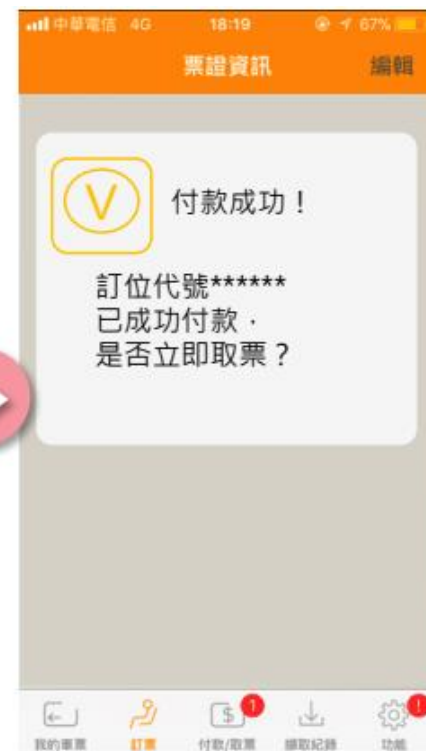 中華電信 4G 18:19 67%
票證資訊 編輯
V
付款成功！
訂位代號******
已成功付款，
是否立即取票？
1 !
我的車票 訂票 付款/取票 擷取紀錄 功能